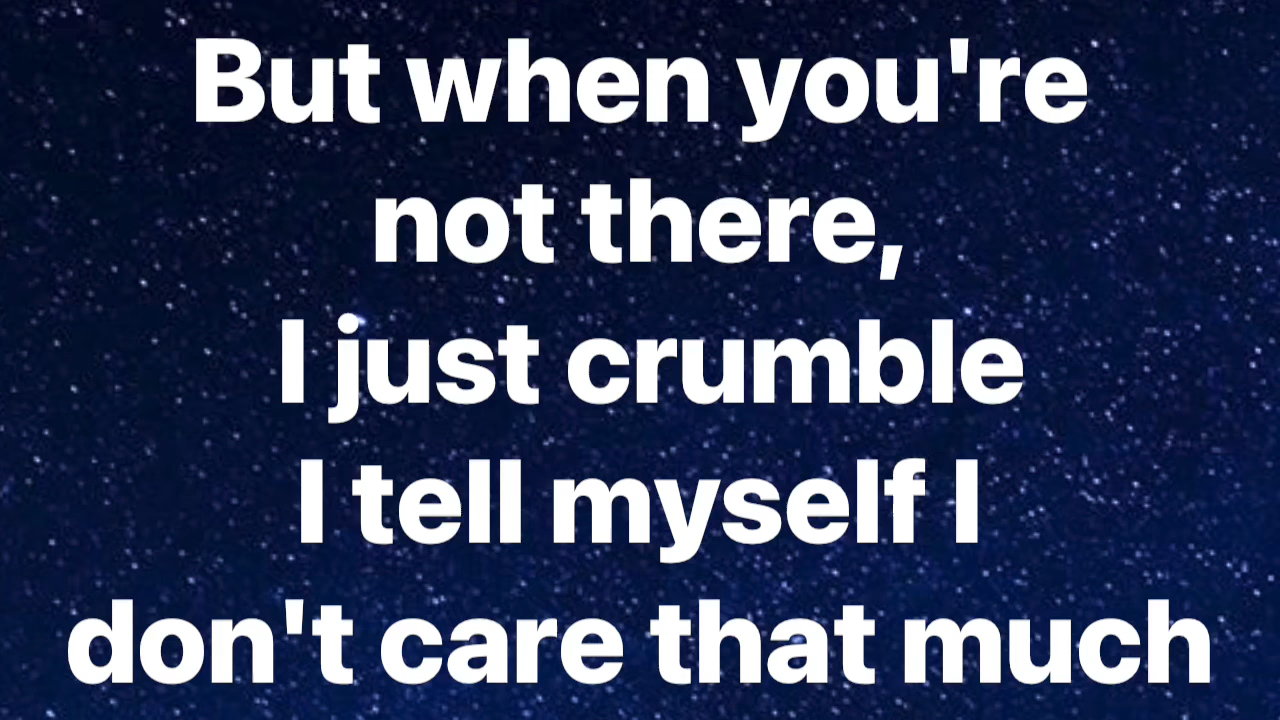 But when you're
not there,
I just crumble
I tell myself I
don't care that much